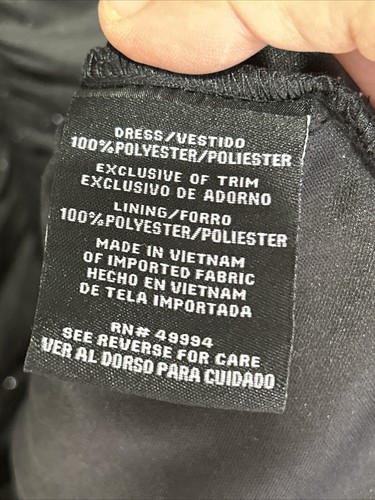 DRESS/VESTIDO
100%POLYESTER/POLIESTER
EXCLUSIVE OF TRIM
EXCLUSIVO DE ADORNO
LINING/FORRO
100%POLYESTER/POLIESTER
MADE IN VIETNAM
OF IMPORTED FABRIC
HECHO EN VIETNAM
DE TELA IMPORTADA
RN# 49994
SEE REVERSE FOR CARE
VER AL DORSO PARA CUIDADO